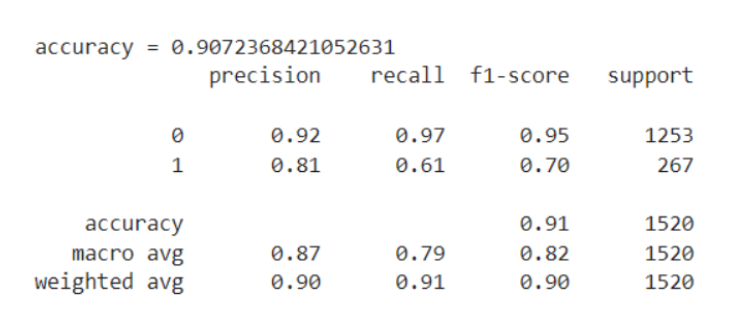 accuracy = 0.9072368421052631
precision recall f1-score support
0 0.92 0.97 0.95 1253
1 0.81 0.61 0.70 267
accuracy 0.91 1520
macro avg 0.87 0.79 0.82 1520
weighted avg 0.90 0.91 0.90 1520